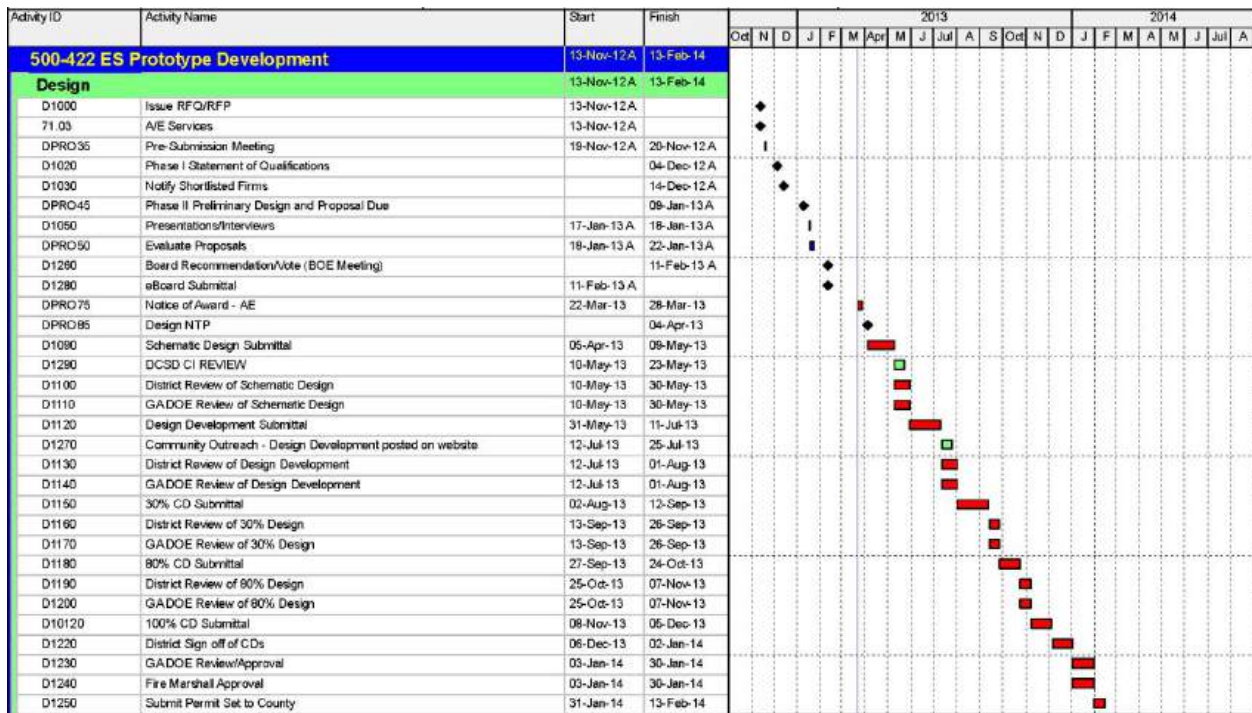 Activity ID Activity Name Start Finish 2013 2014
Oct N D J F M Apr M J Jul A S Oct N D J F M A M J Jul A
500-422 ES Prototype Development 13-Nov-12 A 13-Feb-14
Design 13-Nov-12 A 13-Feb-14
D1000 Issue RFQ/RFP 13-Nov-12 A
71.03 A/E Services 13-Nov-12 A
DPRO35 Pre-Submission Meeting 19-Nov-12 A 20-Nov-12 A
D1020 Phase I Statement of Qualifications 04-Dec-12 A
D1030 Notify Shortlisted Firms 14-Dec-12 A
DPRO45 Phase II Preliminary Design and Proposal Due 09-Jan-13 A
D1050 Presentations/Interviews 17-Jan-13 A 18-Jan-13 A
DPRO50 Evaluate Proposals 18-Jan-13 A 22-Jan-13 A
D1260 Board Recommendation/Vote (BOE Meeting) 11-Feb-13 A
D1280 eBoard Submittal 11-Feb-13 A
DPRO75 Notice of Award - AE 22-Mar-13 28-Mar-13
DPRO85 Design NTP 04-Apr-13
D1090 Schematic Design Submittal 05-Apr-13 09-May-13
D1290 DCSD CI REVIEW 10-May-13 23-May-13
D1100 District Review of Schematic Design 10-May-13 30-May-13
D1110 GADOE Review of Schematic Design 10-May-13 30-May-13
D1120 Design Development Submittal 31-May-13 11-Jul-13
D1270 Community Outreach - Design Development posted on website 12-Jul-13 25-Jul-13
D1130 District Review of Design Development 12-Jul-13 01-Aug-13
D1140 GADOE Review of Design Development 12-Jul-13 01-Aug-13
D1150 30% CD Submittal 02-Aug-13 12-Sep-13
D1160 District Review of 30% Design 13-Sep-13 26-Sep-13
D1170 GADOE Review of 30% Design 13-Sep-13 26-Sep-13
D1180 80% CD Submittal 27-Sep-13 24-Oct-13
D1190 District Review of 80% Design 25-Oct-13 07-Nov-13
D1200 GADOE Review of 80% Design 25-Oct-13 07-Nov-13
D10120 100% CD Submittal 08-Nov-13 05-Dec-13
D1220 District Sign off of CDs 06-Dec-13 02-Jan-14
D1230 GADOE Review/Approval 03-Jan-14 30-Jan-14
D1240 Fire Marshall Approval 03-Jan-14 30-Jan-14
D1250 Submit Permit Set to County 31-Jan-14 13-Feb-14